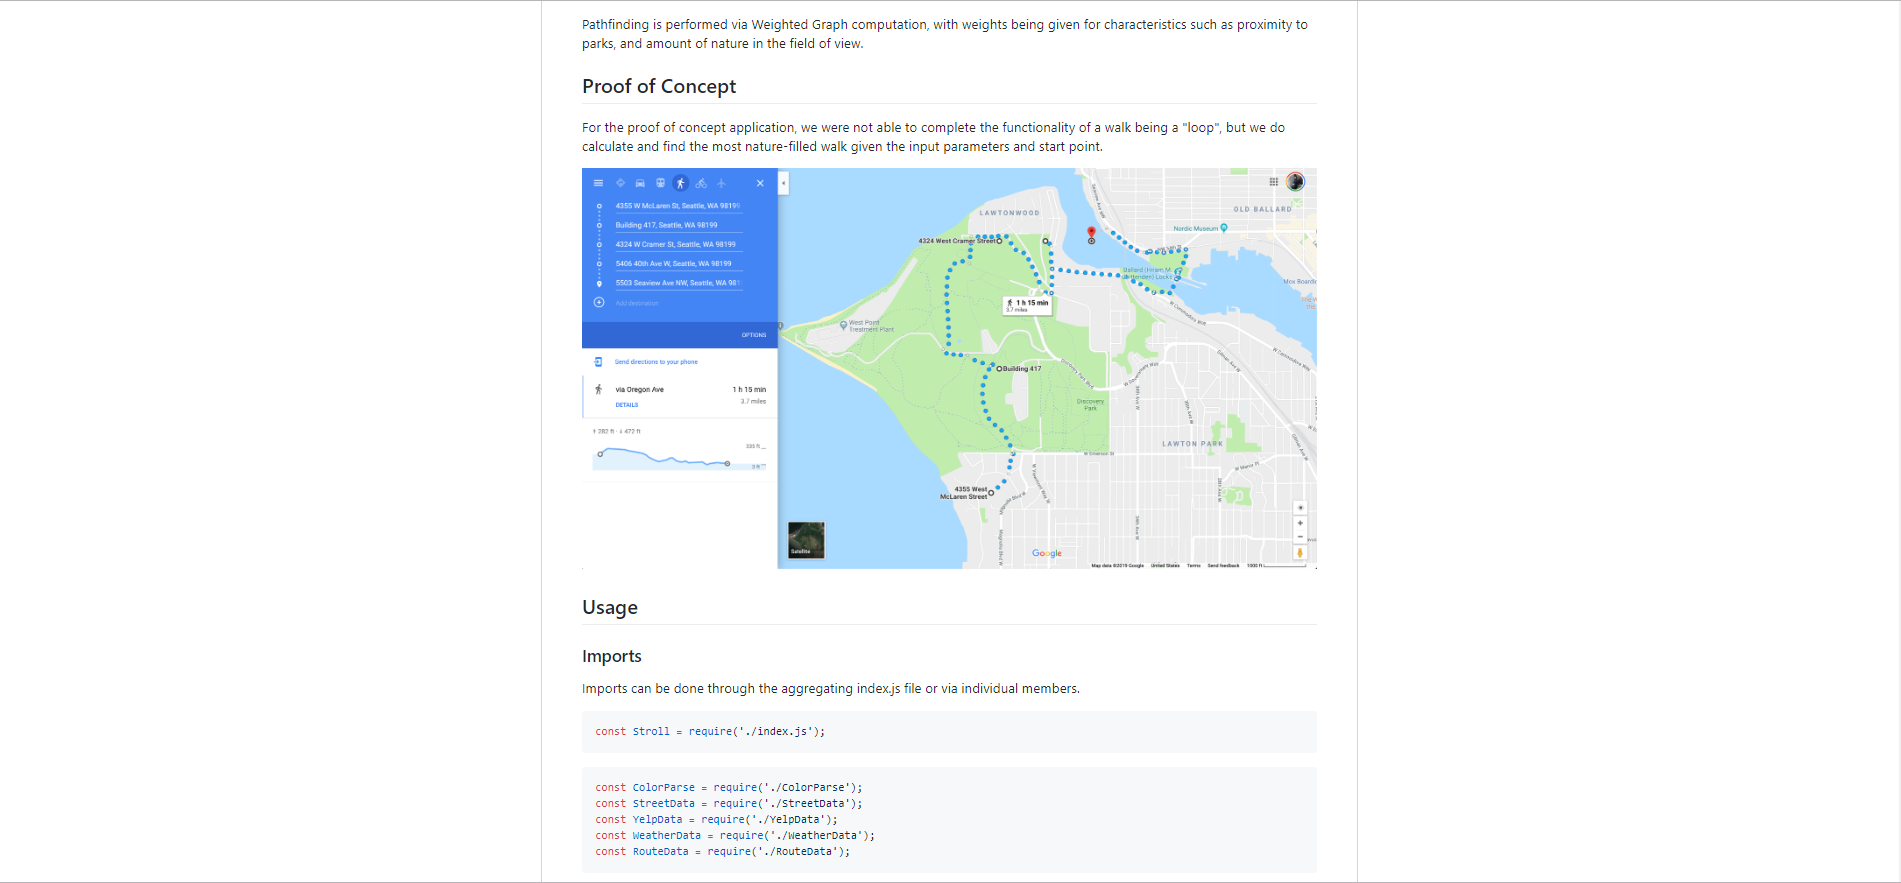 Pathfinding is performed via Weighted Graph computation, with weights being given for characteristics such as proximity to
parks, and amount of nature in the field of view.
Proof of Concept
For the proof of concept application, we were not able to complete the functionality of a walk being a "loop", but we do
calculate and find the most nature-filled walk given the input parameters and start point.
4355 W McLaren St, Seattle, WA 98199
Building 417, Seattle, WA 98199
4324 W Cramer St, Seattle, WA 98199
5406 40th Ave W, Seattle, WA 98199
5503 Seaview Ave NW, Seattle, WA 981
Add destination
OPTIONS
Send directions to your phone
via Oregon Ave
1 h 15 min
DETAILS
3.7 miles
282 ft · 472 ft
LAWTONWOOD
OLD BALLARD
Nordic Museum
4324 West Cramer Street
Ballard (Hiram M.
Chittenden) Locks
1 h 15 min
3.7 miles
West Point
Treatment Plant
W Commodore Way
Building 417
Discovery Park Blvd
W Government Way
Discovery
Park
LAWTON PARK
W Emerson St
4355 West
McLaren Street
Satellite
Google
Map data ©2019 Google United States Terms Send feedback 1000 ft
Usage
Imports
Imports can be done through the aggregating index.js file or via individual members.
const Stroll = require('./index.js');
const ColorParse = require('./ColorParse');
const StreetData = require('./StreetData');
const YelpData = require('./YelpData');
const WeatherData = require('./WeatherData');
const RouteData = require('./RouteData');